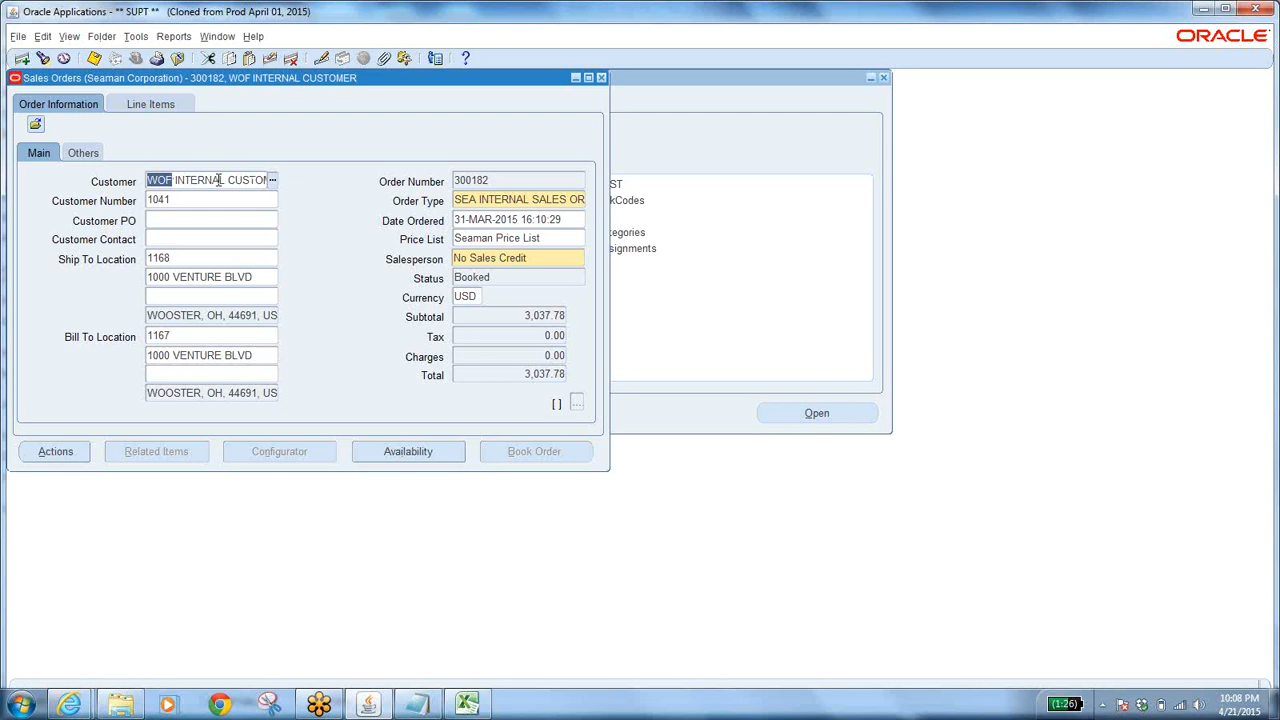 Oracle Applications - ** SUPT ** (Cloned from Prod April 01, 2015)
File Edit View Folder Tools Reports Window Help
ORACLE
Sales Orders (Seaman Corporation) - 300182, WOF INTERNAL CUSTOMER
Order Information Line Items
Main Others
Customer WOF INTERNAL CUSTOM
Order Number 300182
Customer Number 1041
Order Type SEA INTERNAL SALES OR
Customer PO
Date Ordered 31-MAR-2015 16:10:29
Customer Contact
Price List Seaman Price List
Ship To Location 1168
Salesperson No Sales Credit
1000 VENTURE BLVD
Status Booked
Currency USD
WOOSTER, OH, 44691, US
Subtotal 3,037.78
Bill To Location 1167
Tax 0.00
1000 VENTURE BLVD
Charges 0.00
Total 3,037.78
WOOSTER, OH, 44691, US
[ ]
Actions Related Items Configurator Availability Book Order
ST
kCodes
egories
signments
Open
(1:26)
10:08 PM
4/21/2015